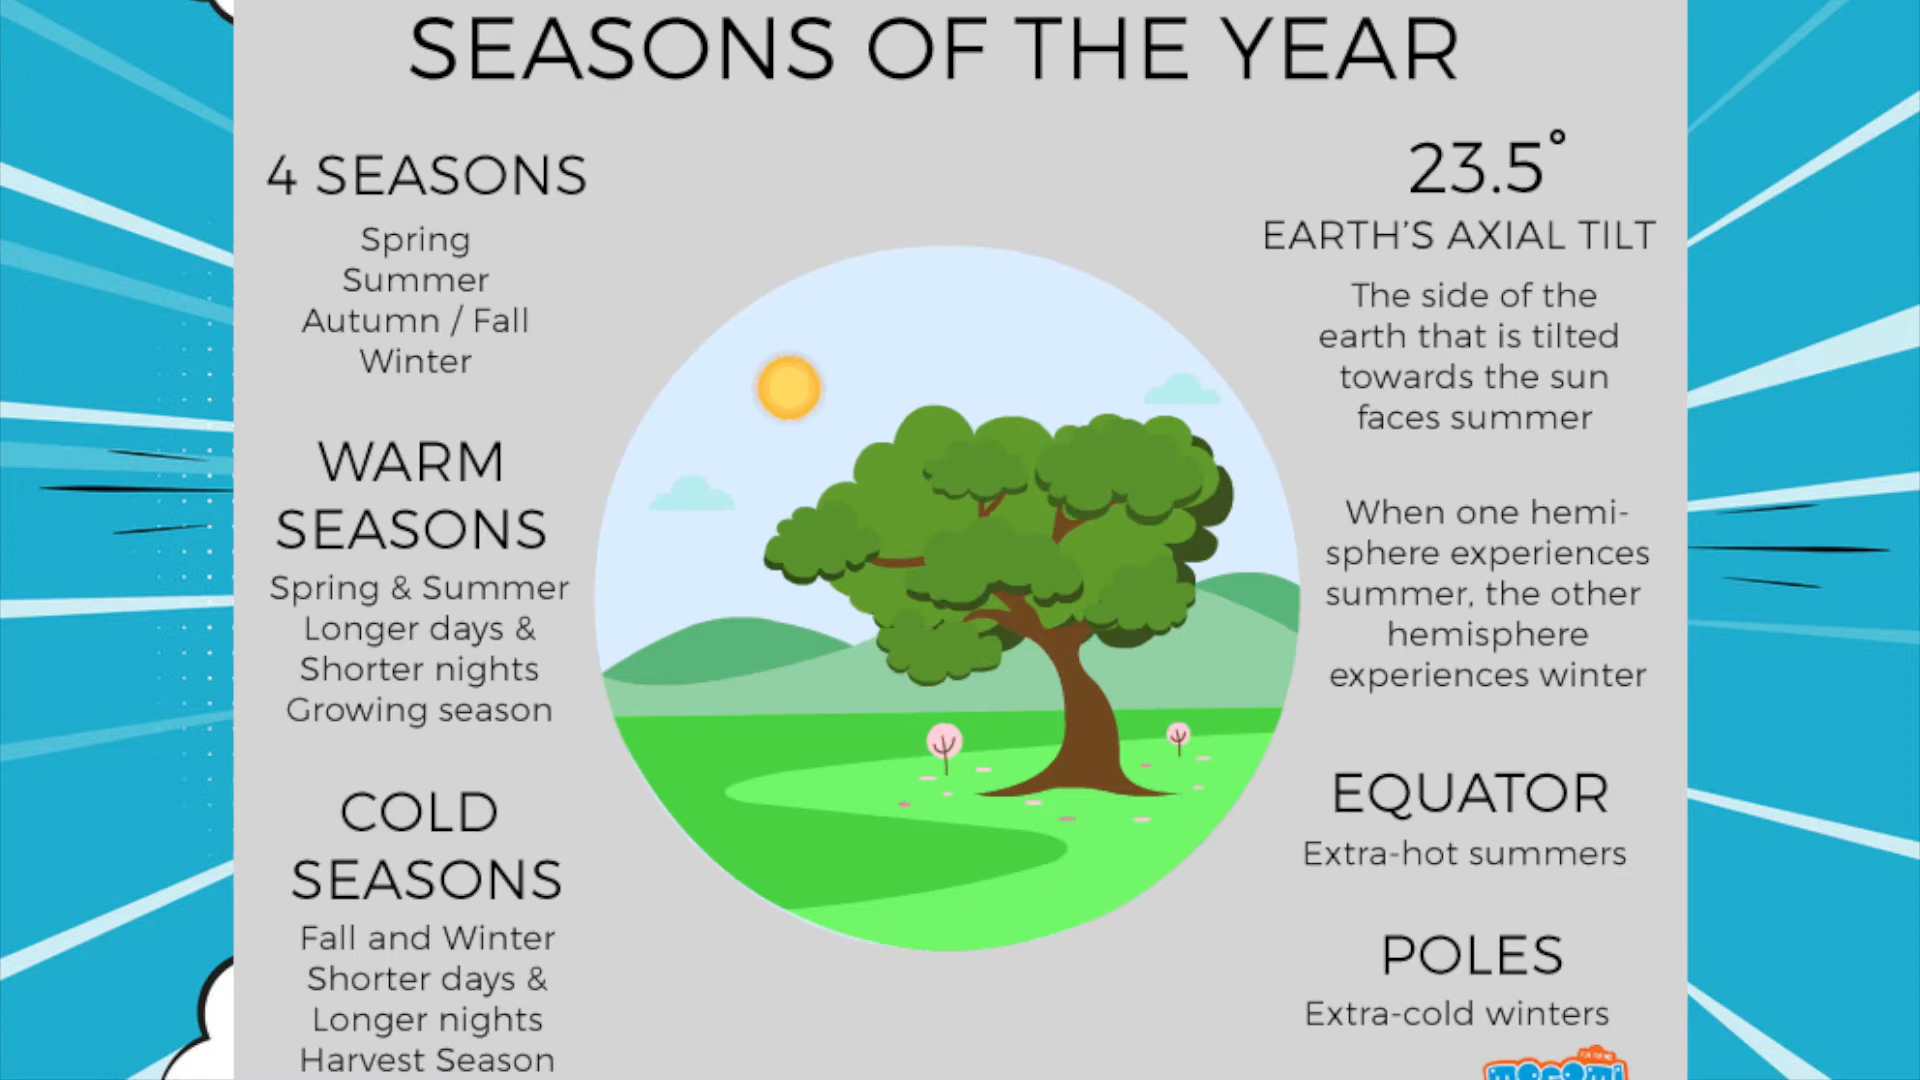 SEASONS OF THE YEAR
4 SEASONS
Spring
Summer
Autumn / Fall
Winter
WARM
SEASONS
Spring & Summer
Longer days &
Shorter nights
Growing season
COLD
SEASONS
Fall and Winter
Shorter days &
Longer nights
Harvest Season
23.5°
EARTH'S AXIAL TILT
The side of the
earth that is tilted
towards the sun
faces summer
When one hemi-
sphere experiences
summer, the other
hemisphere
experiences winter
EQUATOR
Extra-hot summers
POLES
Extra-cold winters
mocomi